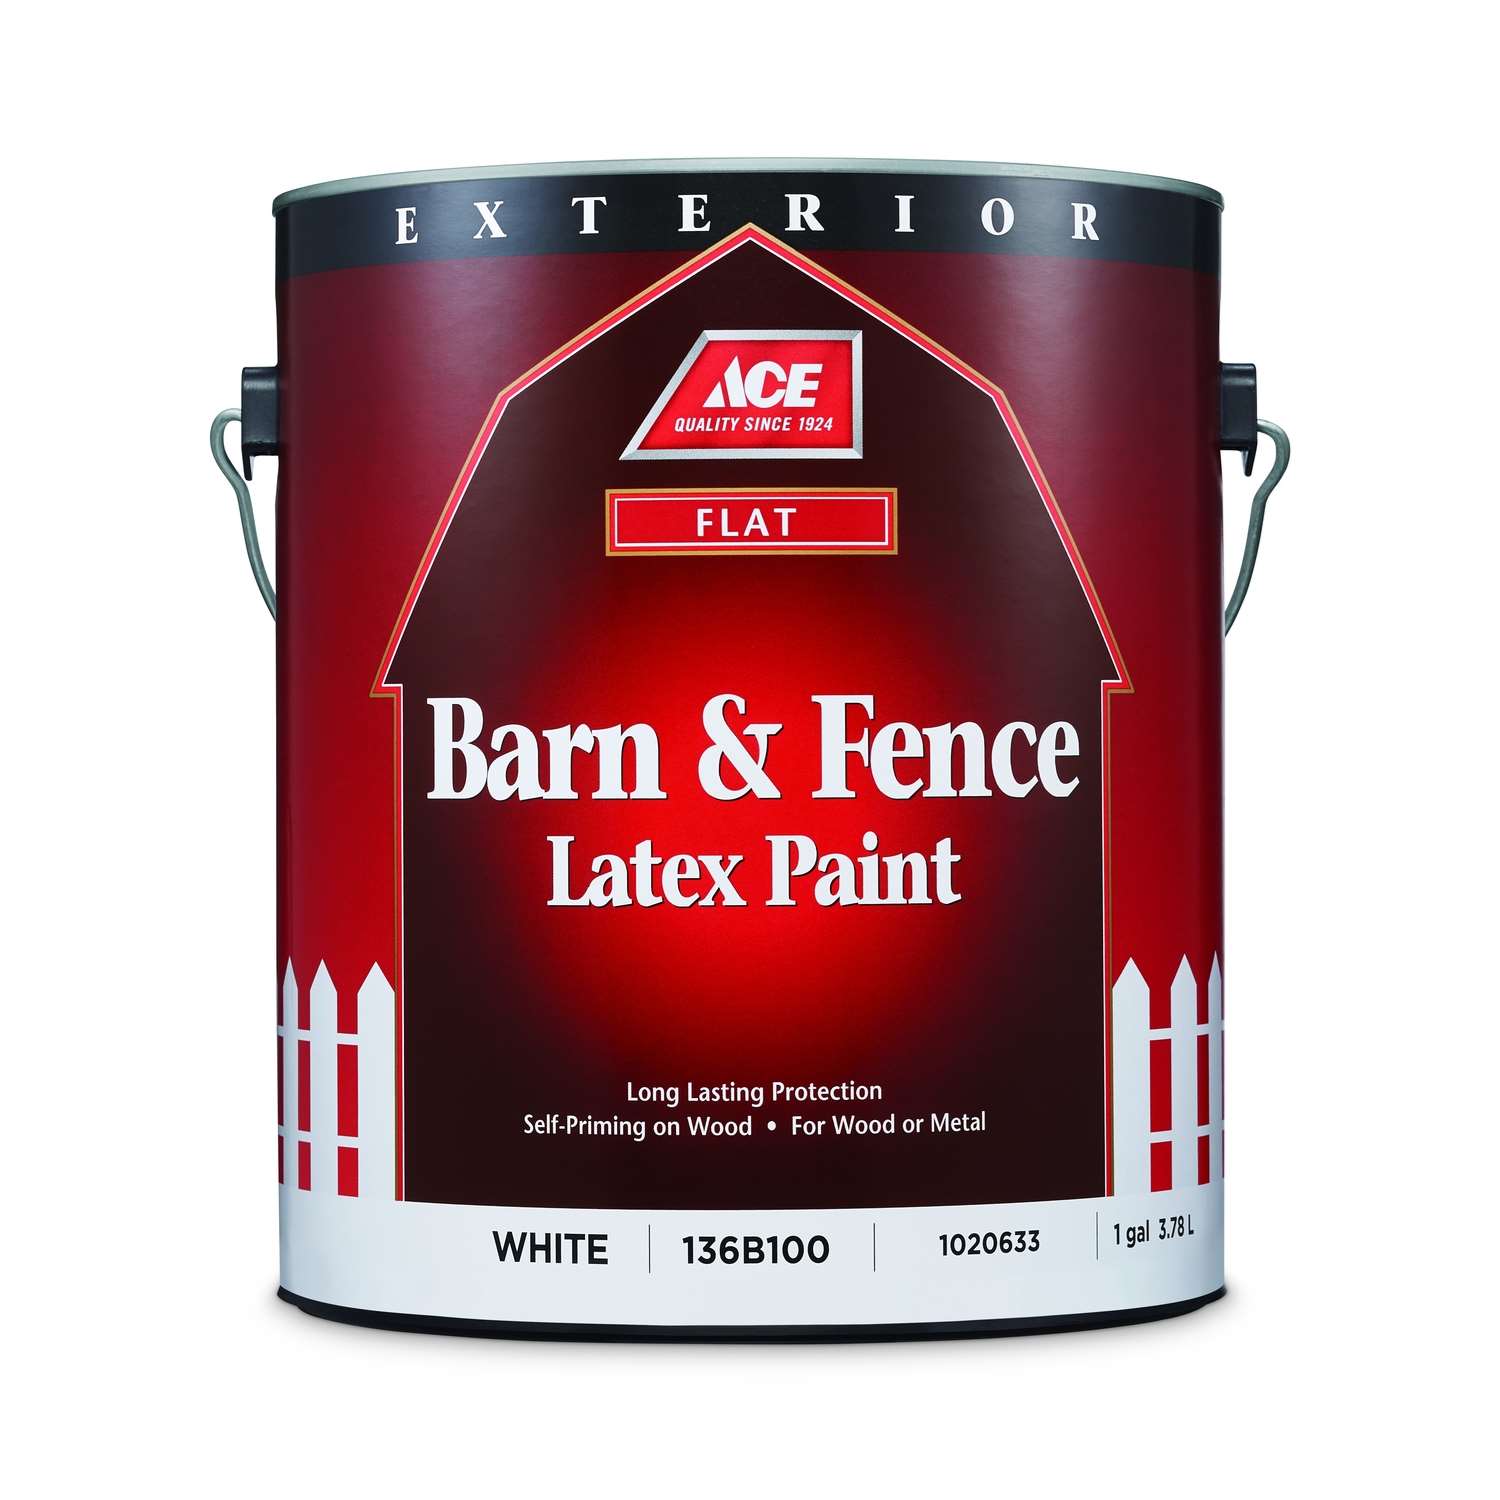 EXTERIOR
ACE
QUALITY SINCE 1924
FLAT
Barn & Fence
Latex Paint
Long Lasting Protection
Self-Priming on Wood • For Wood or Metal
WHITE 136B100 1020633 1 gal 3.78 L